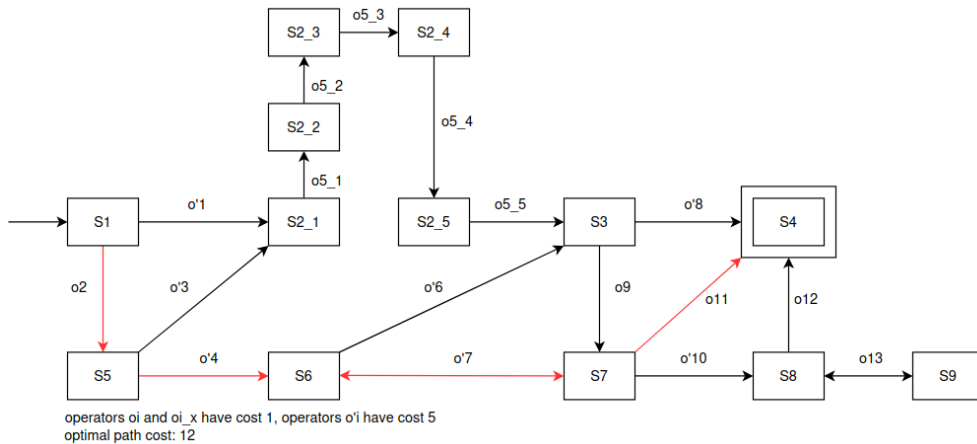 o5_3
S2_3
S2_4
o5_2
S2_2
o5_4
o5_1
S1
o'1
S2_1
S2_5
o5_5
S3
o'8
S4
o2
o'3
o'6
o9
o11
o12
S5
o'4
S6
o'7
S7
o'10
S8
o13
S9
operators oi and oi_x have cost 1, operators o'i have cost 5
optimal path cost: 12